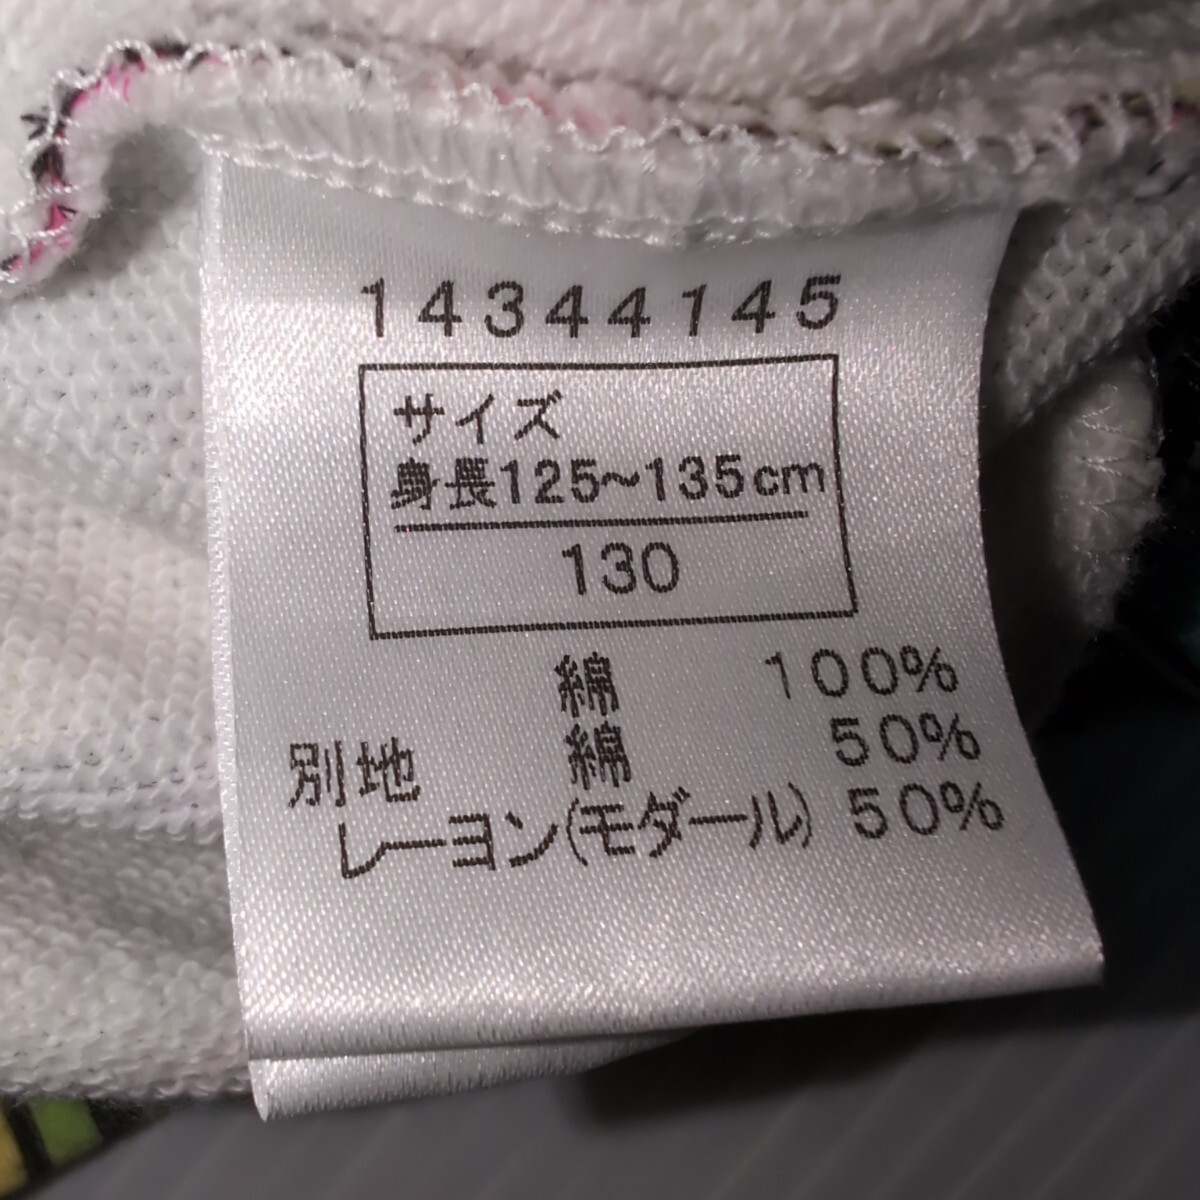 14344145
サイズ
身長125~135cm
130
綿 100%
別地 綿 50%
レーヨン(モダール) 50%